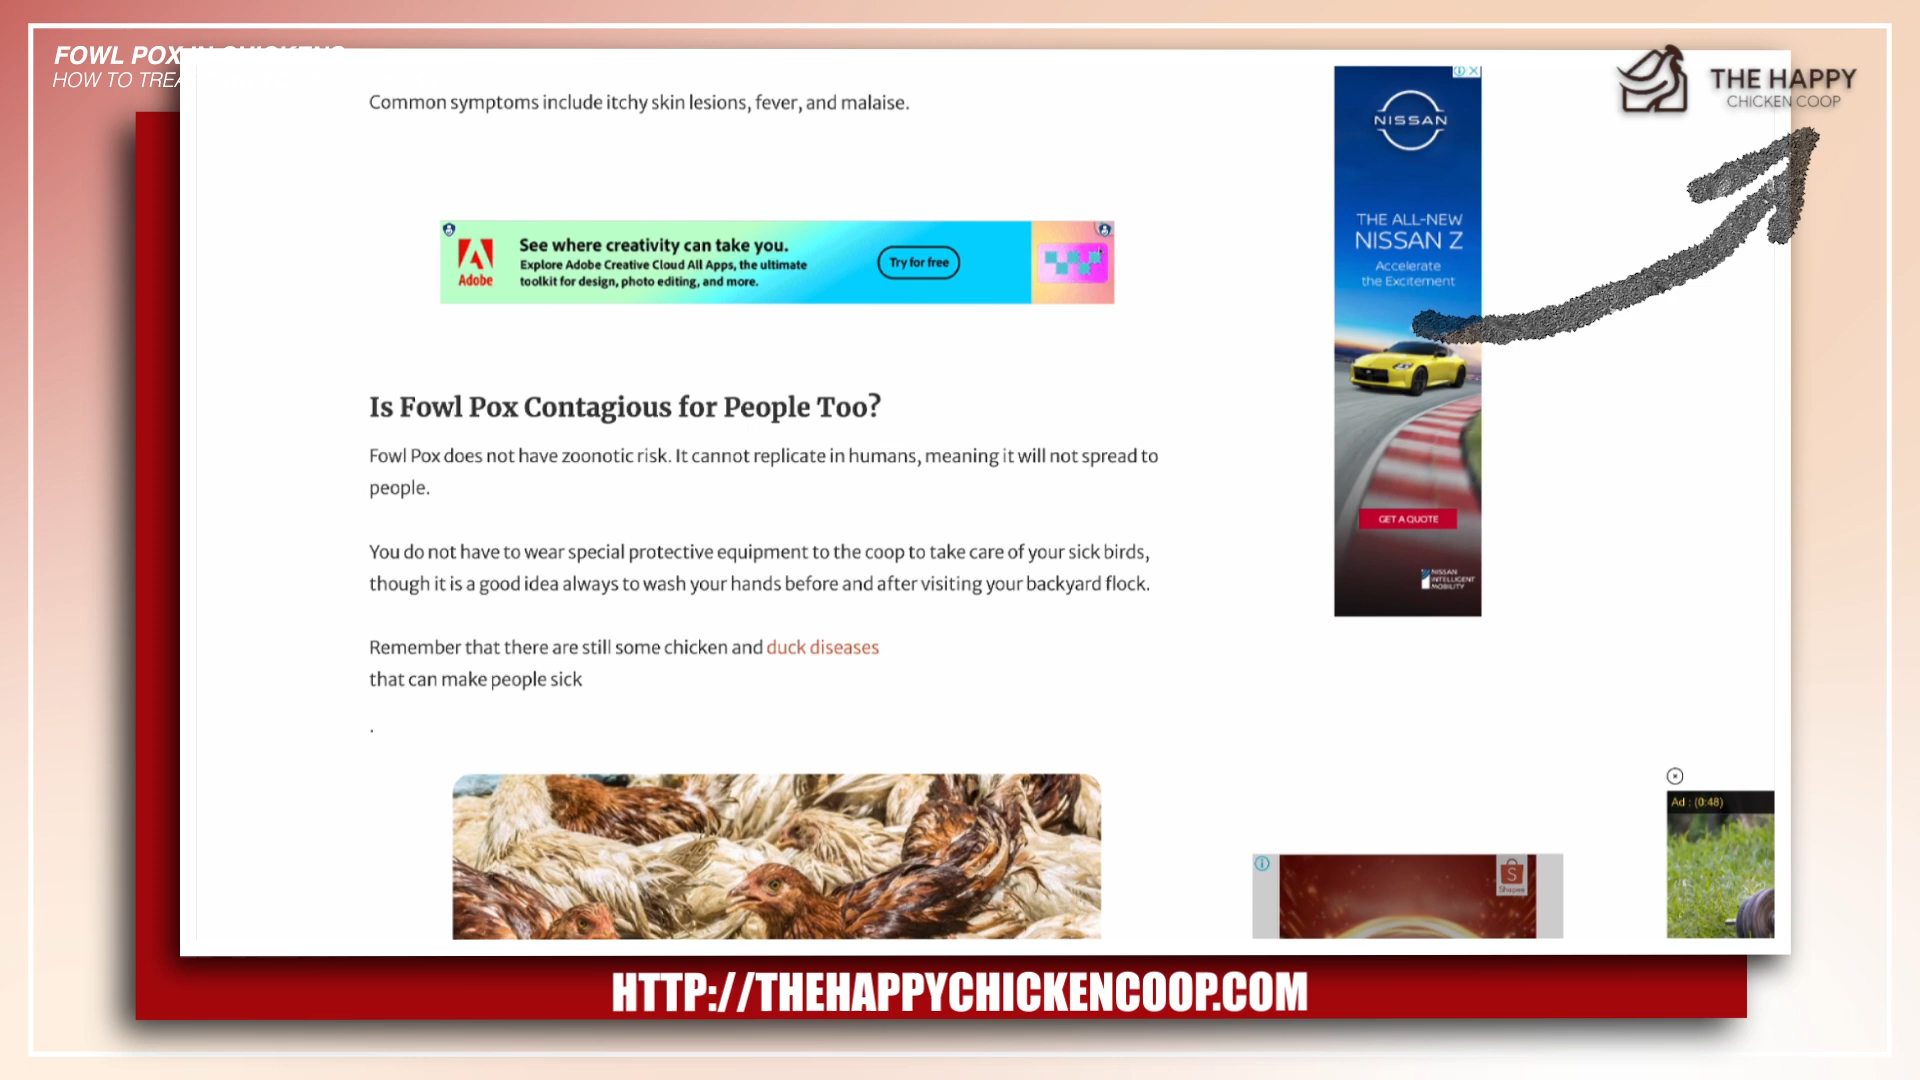 FOWL POX IN CHICKENS
HOW TO TREA
THE HAPPY
CHICKEN COOP
Common symptoms include itchy skin lesions, fever, and malaise.
NISSAN
THE ALL-NEW
NISSAN Z
Accelerate
the Excitement
GET A QUOTE
NISSAN
INTELLIGENT
MOBILITY
Adobe
See where creativity can take you.
Explore Adobe Creative Cloud All Apps, the ultimate
toolkit for design, photo editing, and more.
Try for free
Is Fowl Pox Contagious for People Too?
Fowl Pox does not have zoonotic risk. It cannot replicate in humans, meaning it will not spread to
people.
You do not have to wear special protective equipment to the coop to take care of your sick birds,
though it is a good idea always to wash your hands before and after visiting your backyard flock.
Remember that there are still some chicken and duck diseases
that can make people sick
.
Ad : (0:48)
Shopee
HTTP://THEHAPPYCHICKENCOOP.COM